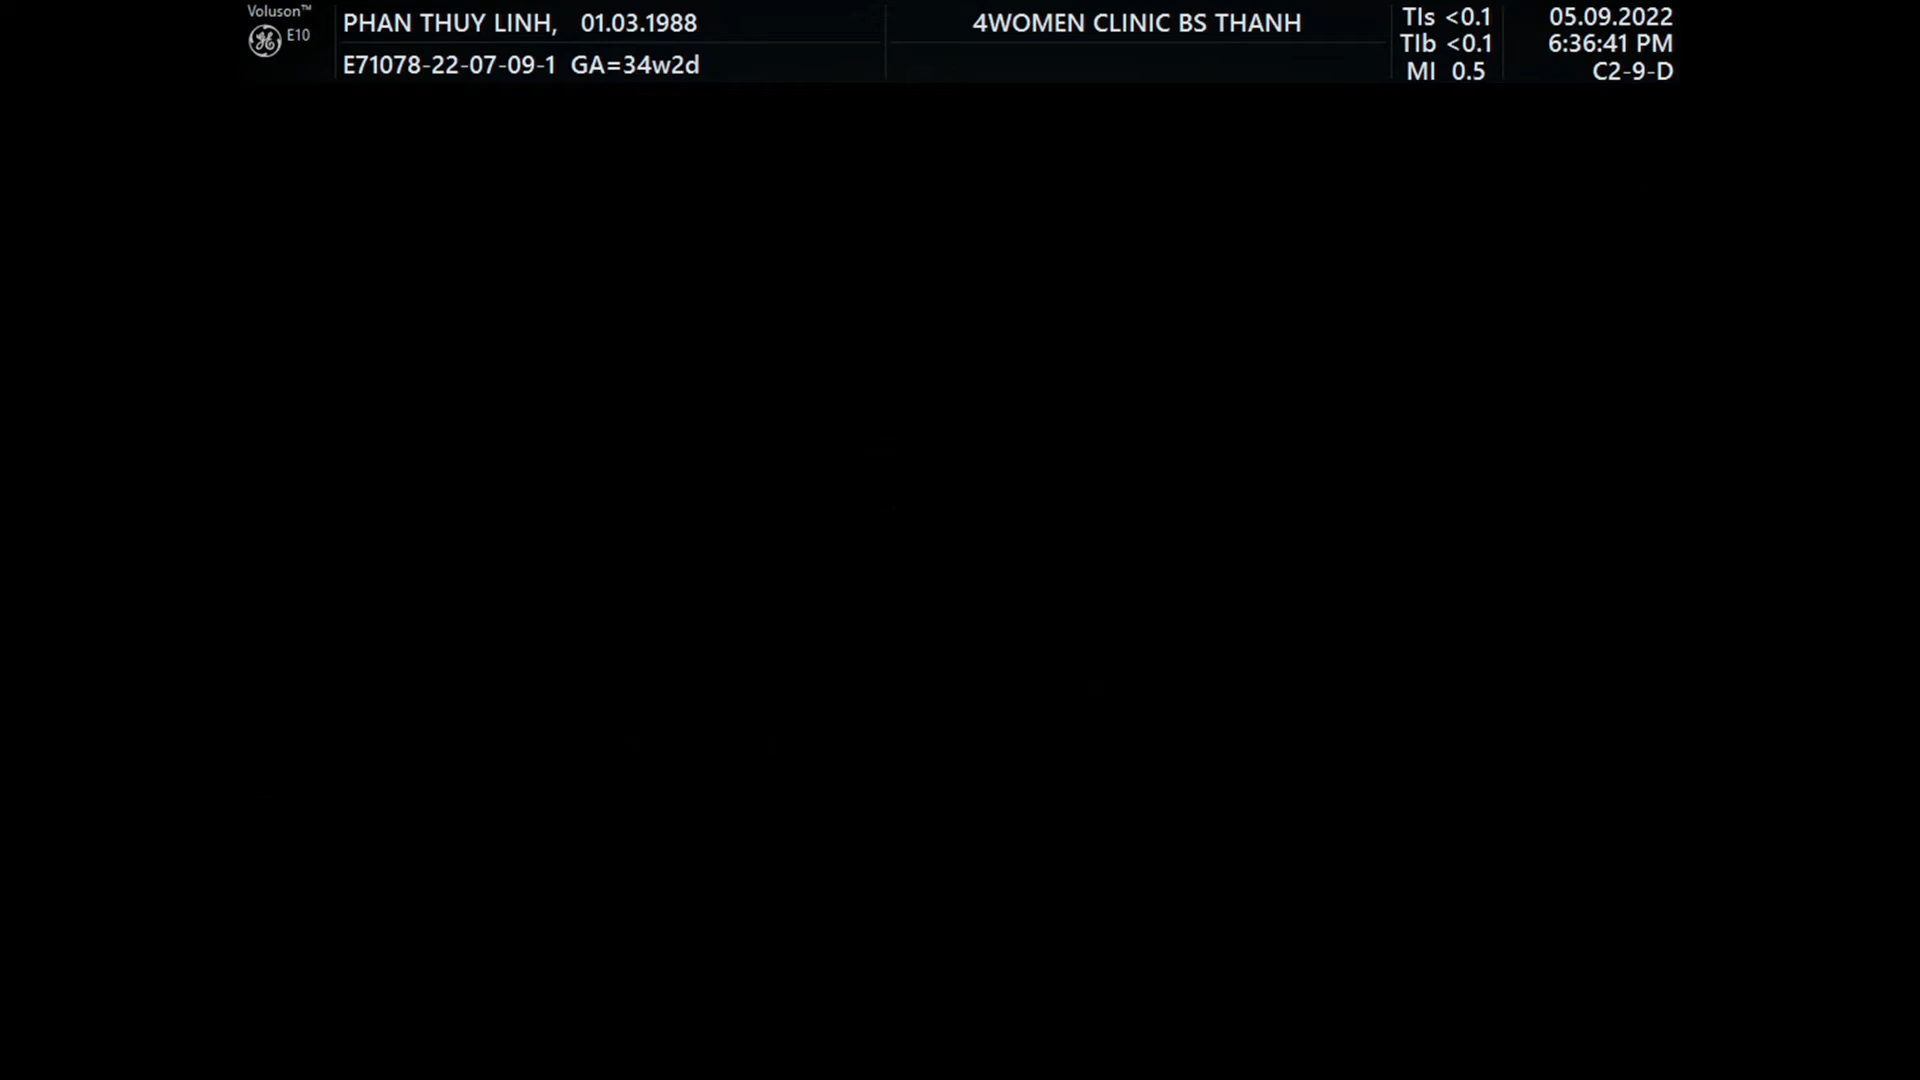 Voluson™
E10
PHAN THUY LINH, 01.03.1988
E71078-22-07-09-1 GA=34w2d
4WOMEN CLINIC BS THANH
TIs <0.1
TIb <0.1
MI 0.5
05.09.2022
6:36:41 PM
C2-9-D